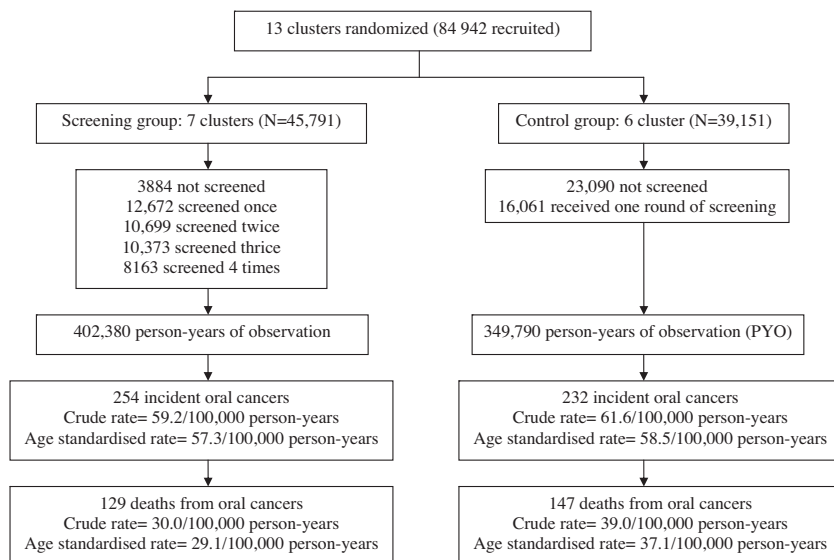 13 clusters randomized (84 942 recruited)
Screening group: 7 clusters (N=45,791)
Control group: 6 cluster (N=39,151)
3884 not screened
12,672 screened once
10,699 screened twice
10,373 screened thrice
8163 screened 4 times
23,090 not screened
16,061 received one round of screening
402,380 person-years of observation
349,790 person-years of observation (PYO)
254 incident oral cancers
Crude rate= 59.2/100,000 person-years
Age standardised rate= 57.3/100,000 person-years
232 incident oral cancers
Crude rate= 61.6/100,000 person-years
Age standardised rate= 58.5/100,000 person-years
129 deaths from oral cancers
Crude rate= 30.0/100,000 person-years
Age standardised rate= 29.1/100,000 person-years
147 deaths from oral cancers
Crude rate= 39.0/100,000 person-years
Age standardised rate= 37.1/100,000 person-years